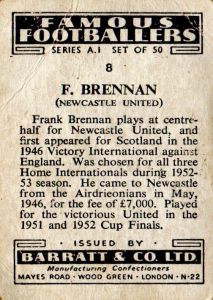 FAMOUS
FOOTBALLERS
SERIES A.1 SET OF 50
8
F. BRENNAN
(NEWCASTLE UNITED)
Frank Brennan plays at centre-
half for Newcastle United, and
first appeared for Scotland in the
1946 Victory International against
England. Was chosen for all three
Home Internationals during 1952-
53 season. He came to Newcastle
from the Airdrieonians in May,
1946, for the fee of £7,000. Played
for the victorious United in the
1951 and 1952 Cup Finals.
ISSUED BY
BARRATT & CO. LTD.
Manufacturing Confectioners
MAYES ROAD · WOOD GREEN · LONDON · N·22